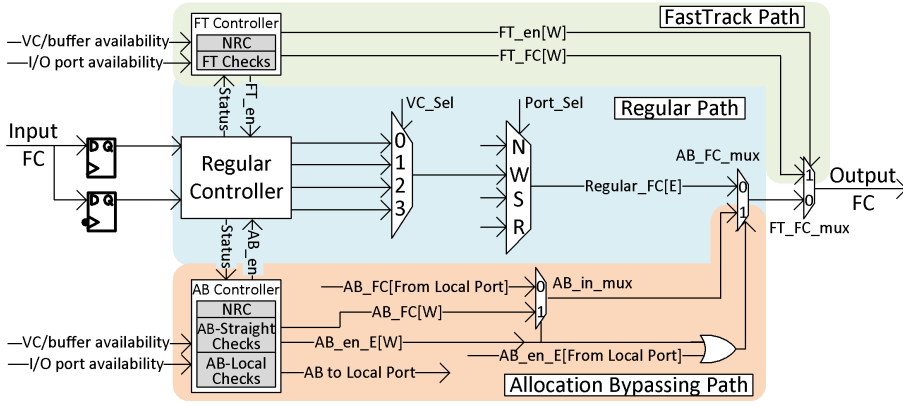 FT Controller
NRC
FT Checks
FastTrack Path
FT_en[W]
FT_FC[W]
VC/buffer availability
I/O port availability
Status
FT_en
VC_Sel
Port_Sel
Regular Path
Input
FC
D Q
D Q
Regular
Controller
0
1
2
3
N
W
S
R
Regular_FC[E]
AB_FC_mux
0
1
1
0
Output
FC
FT_FC_mux
Status
AB_en
AB Controller
NRC
AB-Straight
Checks
AB-Local
Checks
VC/buffer availability
I/O port availability
AB_FC[From Local Port]
AB_FC[W]
0
1
AB_in_mux
AB_en_E[W]
AB_en_E[From Local Port]
AB to Local Port
Allocation Bypassing Path